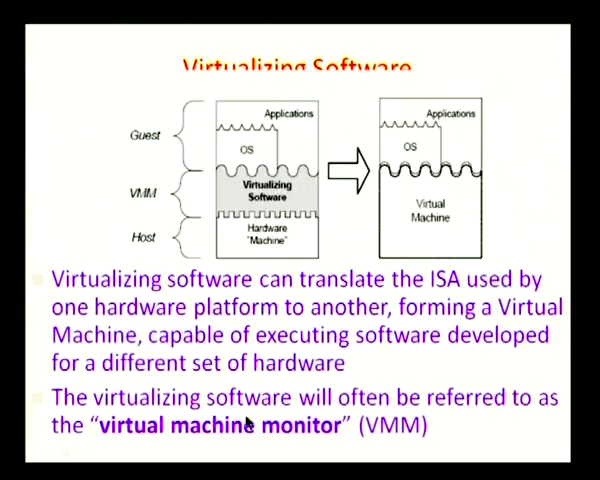 Virtualizing Software
Guest
VMM
Host
Applications
OS
Virtualizing
Software
Hardware
"Machine"
Applications
OS
Virtual
Machine
Virtualizing software can translate the ISA used by
one hardware platform to another, forming a Virtual
Machine, capable of executing software developed
for a different set of hardware
The virtualizing software will often be referred to as
the “virtual machine monitor” (VMM)